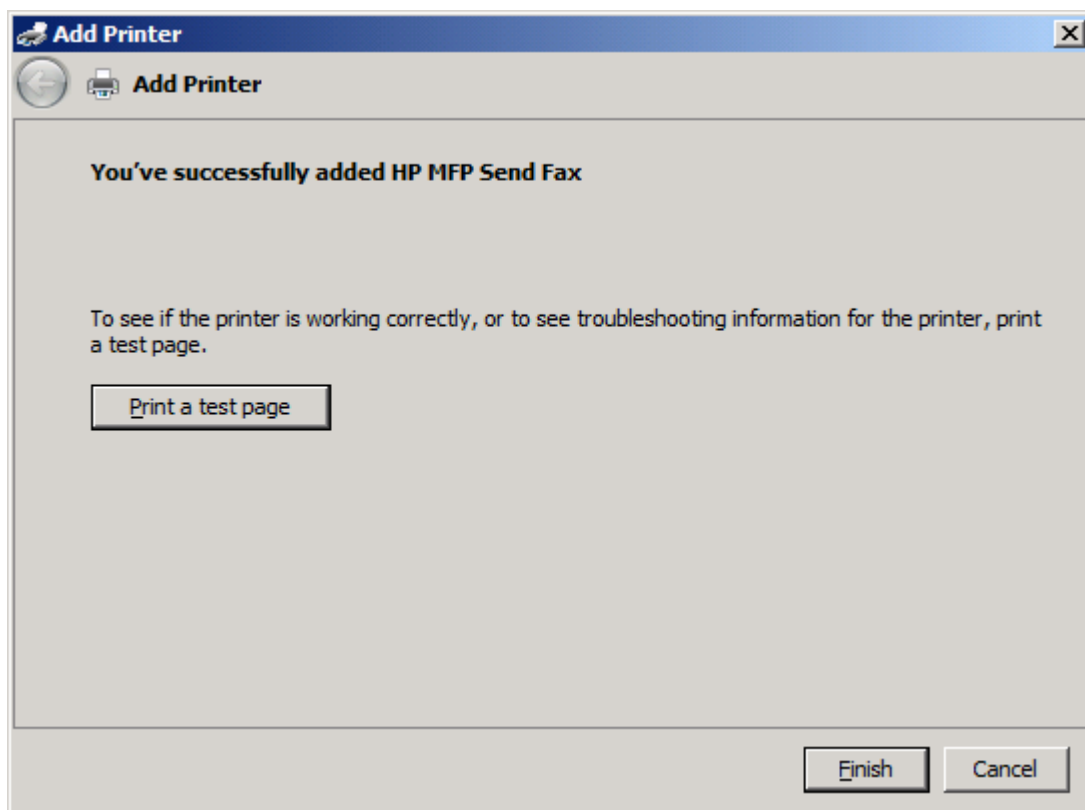 Add Printer
Add Printer
You’ve successfully added HP MFP Send Fax
To see if the printer is working correctly, or to see troubleshooting information for the printer, print
a test page.
Print a test page
Finish Cancel